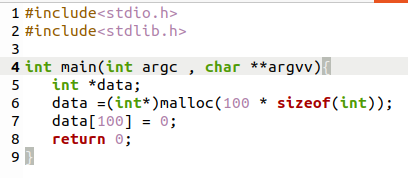 1 #include<stdio.h>
2 #include<stdlib.h>
3
4 int main(int argc , char **argvv){
5    int *data;
6    data =(int*)malloc(100 * sizeof(int));
7    data[100] = 0;
8    return 0;
9 }